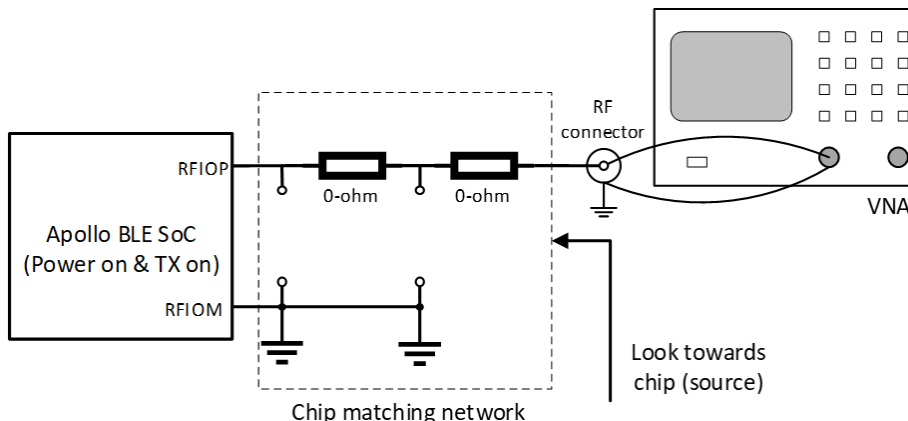 RF
connector
RFIOP
0-ohm
0-ohm
VNA
Apollo BLE SoC
(Power on & TX on)
RFIOM
Look towards
chip (source)
Chip matching network